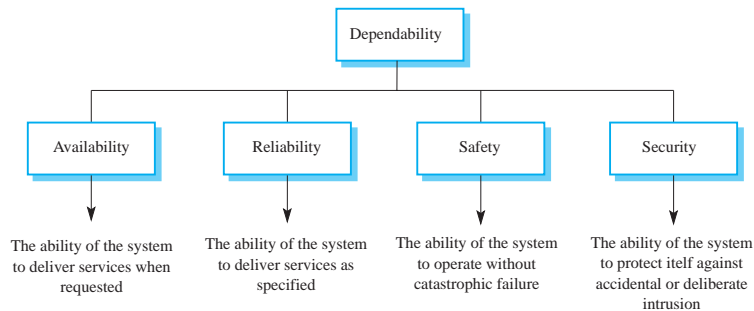 Dependability
Availability
Reliability
Safety
Security
The ability of the system
to deliver services when
requested
The ability of the system
to deliver services as
specified
The ability of the system
to operate without
catastrophic failure
The ability of the system
to protect itelf against
accidental or deliberate
intrusion